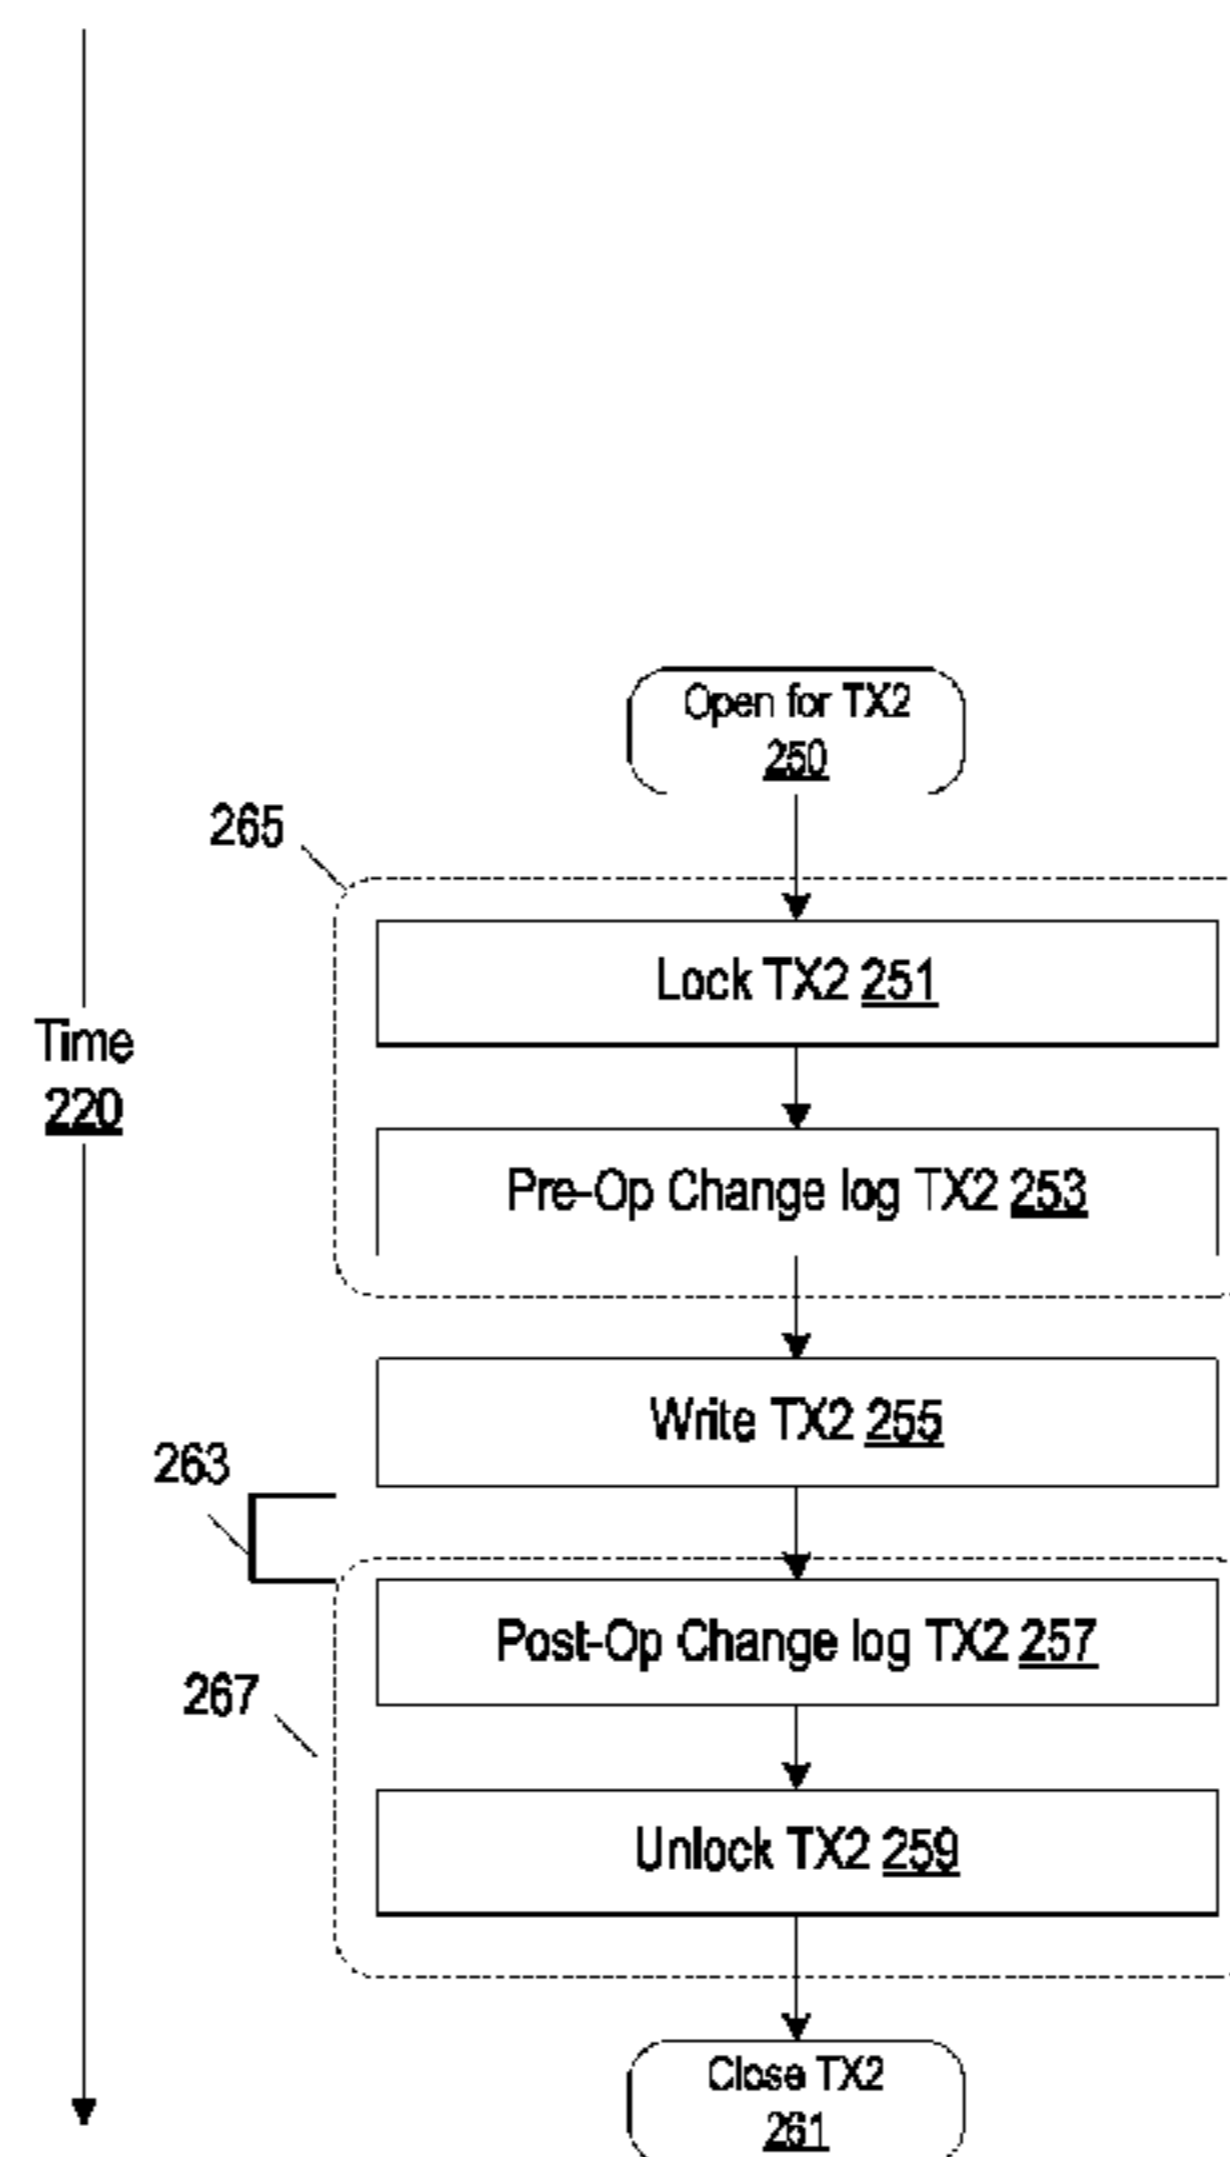 Open for TX2
250
265
Lock TX2 251
Time
220
Pre-Op Change log TX2 253
Write TX2 255
263
Post-Op Change log TX2 257
267
Unlock TX2 259
Close TX2
261